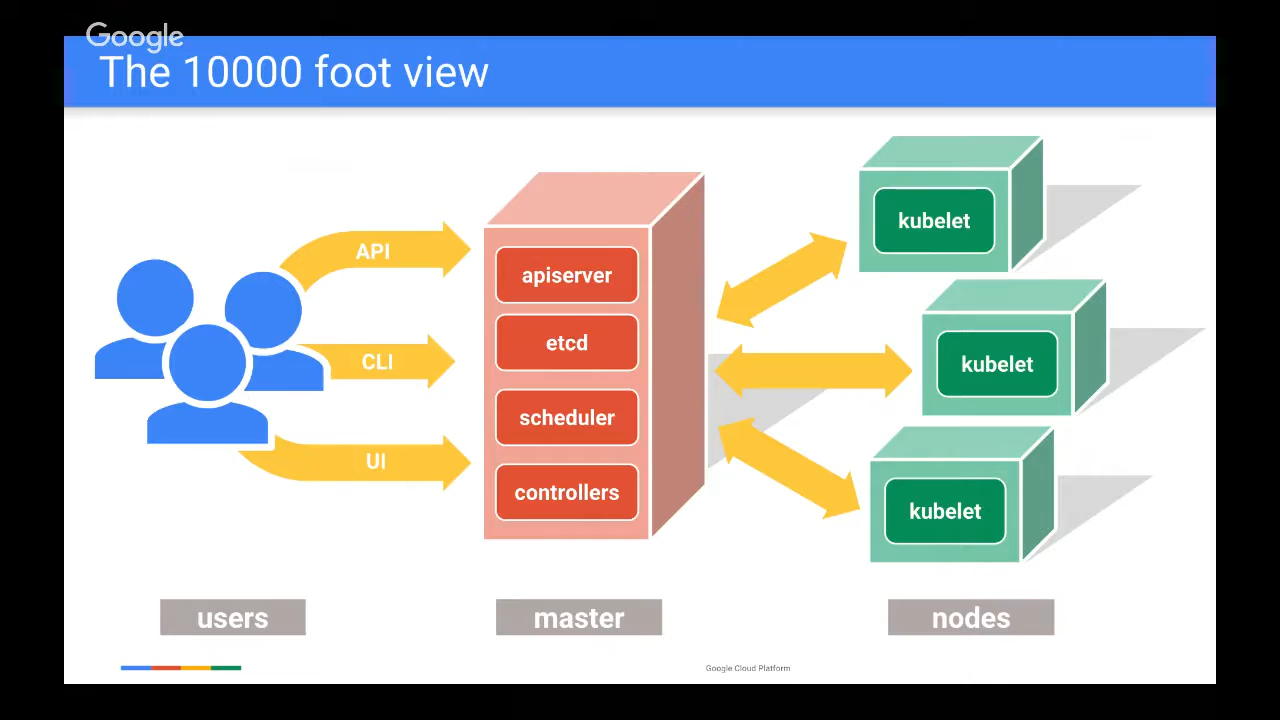 Google
The 10000 foot view
API
CLI
UI
apiserver
etcd
scheduler
controllers
kubelet
kubelet
kubelet
users
master
nodes
Google Cloud Platform